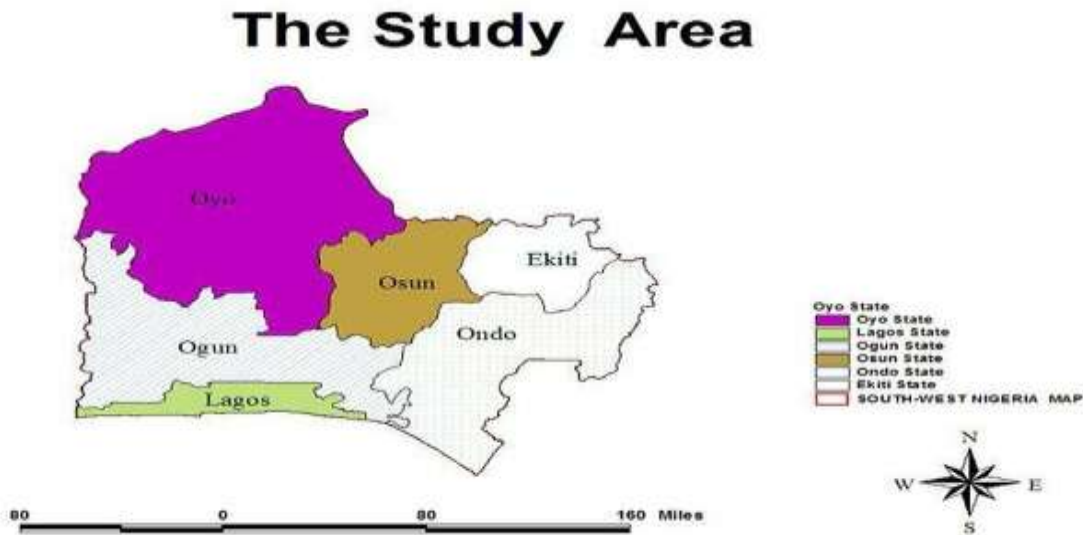 The Study Area
Oyo
Ekiti
Osun
Ondo
Ogun
Lagos
Oyo State
Oyo State
Lagos State
Ogun State
Osun State
Ondo State
Ekiti State
SOUTH-WEST NIGERIA MAP
N
W E
S
80 0 80 160 Miles